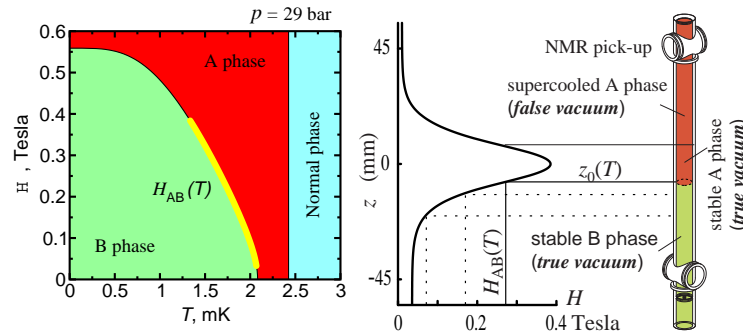 p = 29 bar
0.6
0.5
0.4
0.3
0.2
0.1
0
H , Tesla
A phase
Normal phase
H_AB(T)
B phase
0 0.5 1 1.5 2 2.5 3
T, mK
45
0
-45
z (mm)
NMR pick-up
supercooled A phase
(false vacuum)
z₀(T)
stable A phase
(true vacuum)
stable B phase
(true vacuum)
H_AB(T)
H
0 0.2 0.4
Tesla